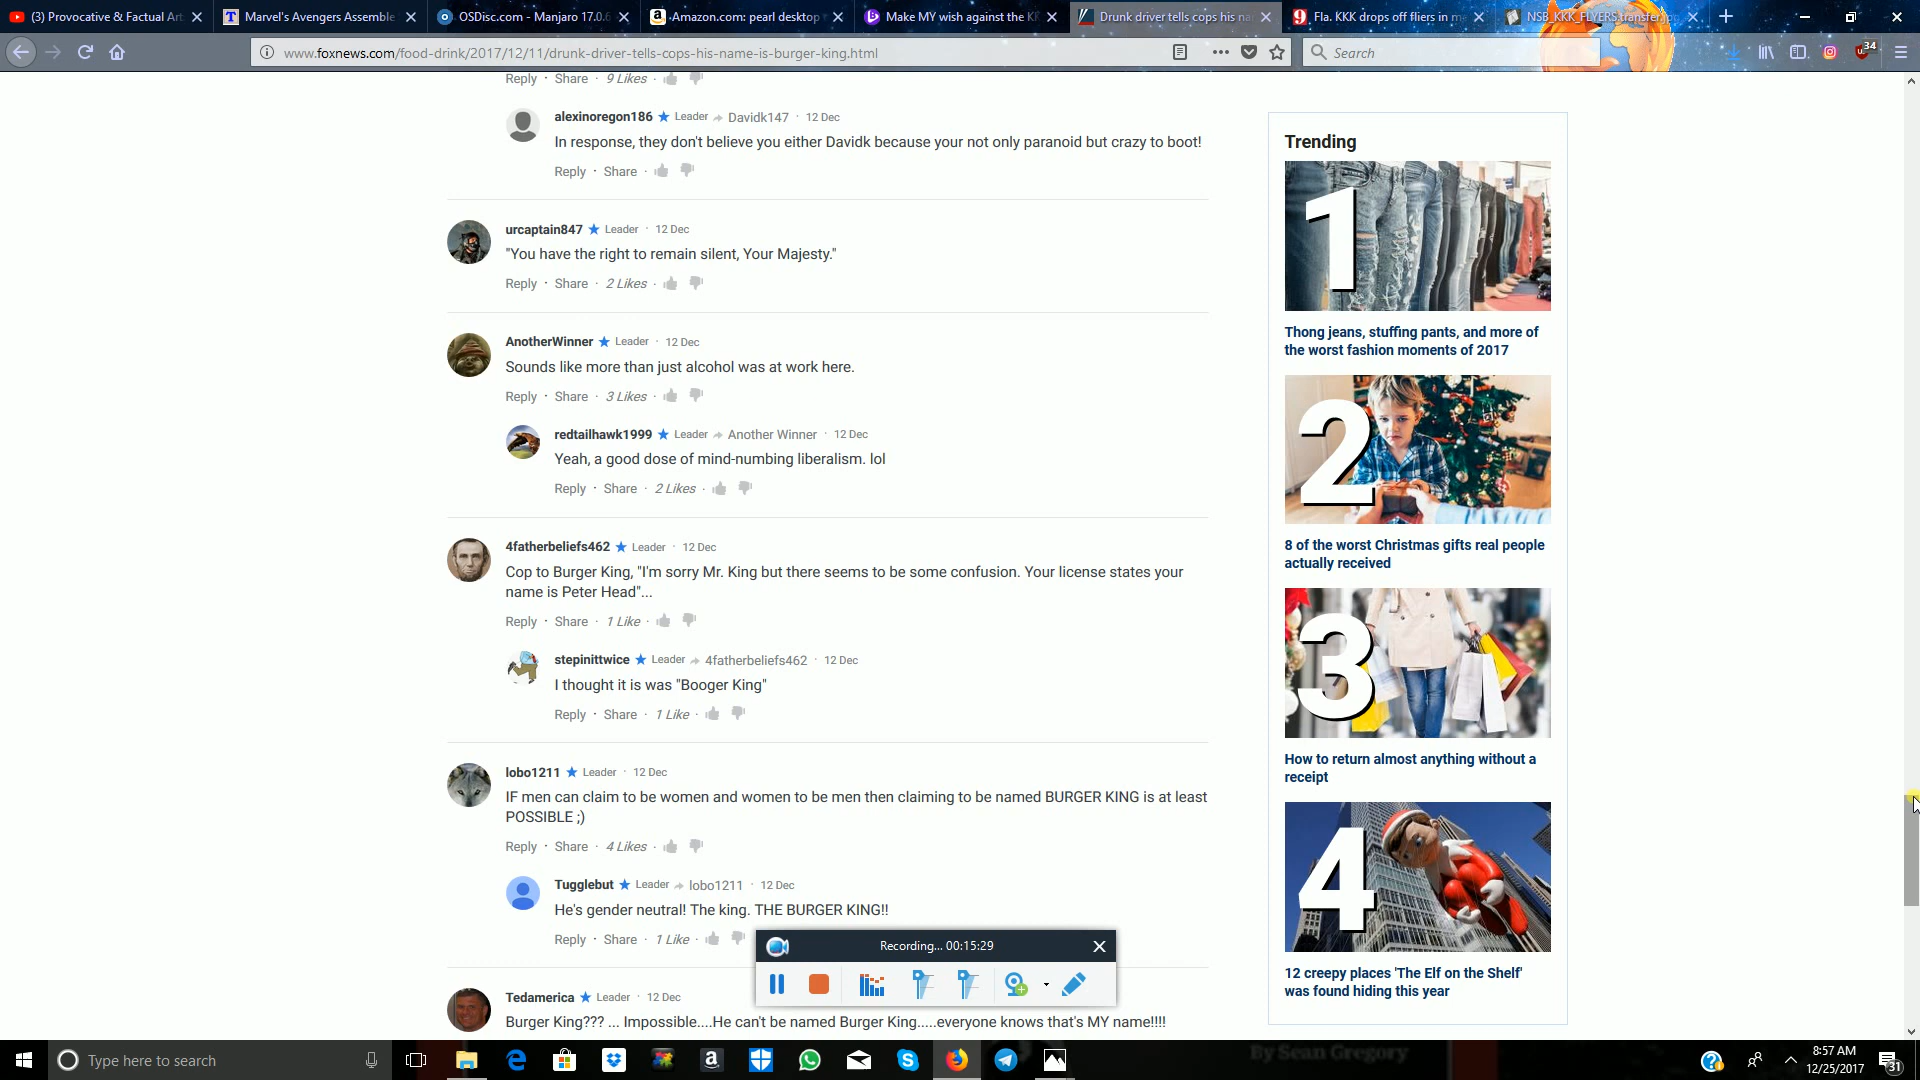 (3) Provocative & Factual Art
Marvel's Avengers Assemble
OSDisc.com - Manjaro 17.0.6
Amazon.com: pearl desktop
Make MY wish against the KK
Drunk driver tells cops his na
Fla. KKK drops off fliers in m
NSB_KKK_FLYERS.transfer.jpg
www.foxnews.com/food-drink/2017/12/11/drunk-driver-tells-cops-his-name-is-burger-king.html
Search
34
Reply · Share · 9 Likes ·
alexinoregon186 Leader Davidk147 · 12 Dec
In response, they don't believe you either Davidk because your not only paranoid but crazy to boot!
Reply · Share ·
urcaptain847 Leader · 12 Dec
"You have the right to remain silent, Your Majesty."
Reply · Share · 2 Likes ·
AnotherWinner Leader · 12 Dec
Sounds like more than just alcohol was at work here.
Reply · Share · 3 Likes ·
redtailhawk1999 Leader Another Winner · 12 Dec
Yeah, a good dose of mind-numbing liberalism. lol
Reply · Share · 2 Likes ·
4fatherbeliefs462 Leader · 12 Dec
Cop to Burger King, "I'm sorry Mr. King but there seems to be some confusion. Your license states your
name is Peter Head"...
Reply · Share · 1 Like ·
stepinittwice Leader 4fatherbeliefs462 · 12 Dec
I thought it is was "Booger King"
Reply · Share · 1 Like ·
lobo1211 Leader · 12 Dec
IF men can claim to be women and women to be men then claiming to be named BURGER KING is at least
POSSIBLE ;)
Reply · Share · 4 Likes ·
Tugglebut Leader lobo1211 · 12 Dec
He's gender neutral! The king. THE BURGER KING!!
Reply · Share · 1 Like ·
Tedamerica Leader · 12 Dec
Burger King??? ... Impossible....He can't be named Burger King.....everyone knows that's MY name!!!!
Trending
1
Thong jeans, stuffing pants, and more of
the worst fashion moments of 2017
2
8 of the worst Christmas gifts real people
actually received
3
How to return almost anything without a
receipt
4
12 creepy places 'The Elf on the Shelf'
was found hiding this year
Recording... 00:15:29
Type here to search
By Sean Gregory
8:57 AM
12/25/2017
31